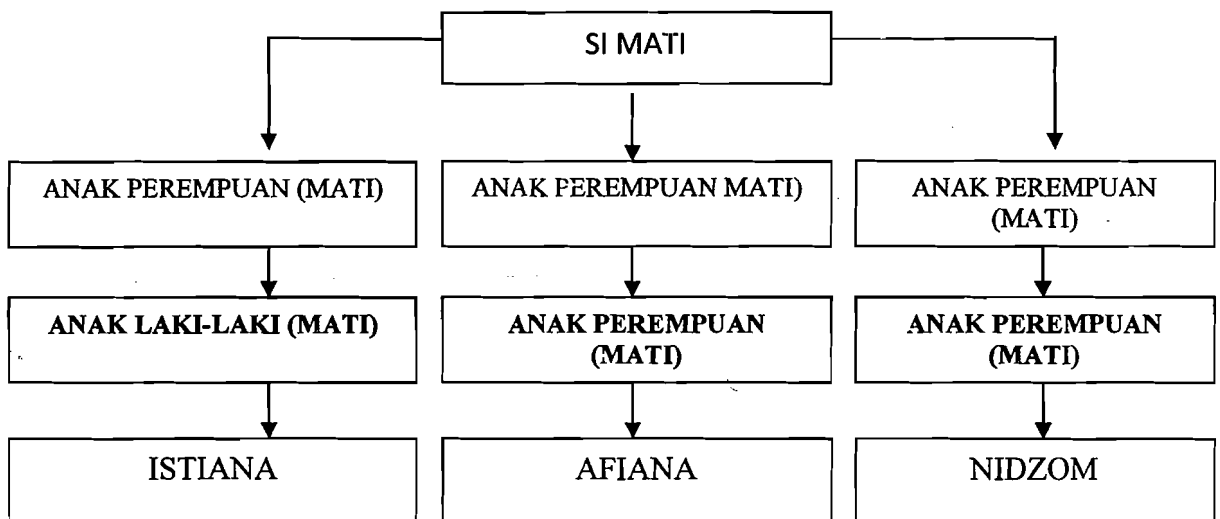 SI MATI
ANAK PEREMPUAN (MATI)
ANAK PEREMPUAN MATI)
ANAK PEREMPUAN
(MATI)
ANAK LAKI-LAKI (MATI)
ANAK PEREMPUAN
(MATI)
ANAK PEREMPUAN
(MATI)
ISTIANA
AFIANA
NIDZOM